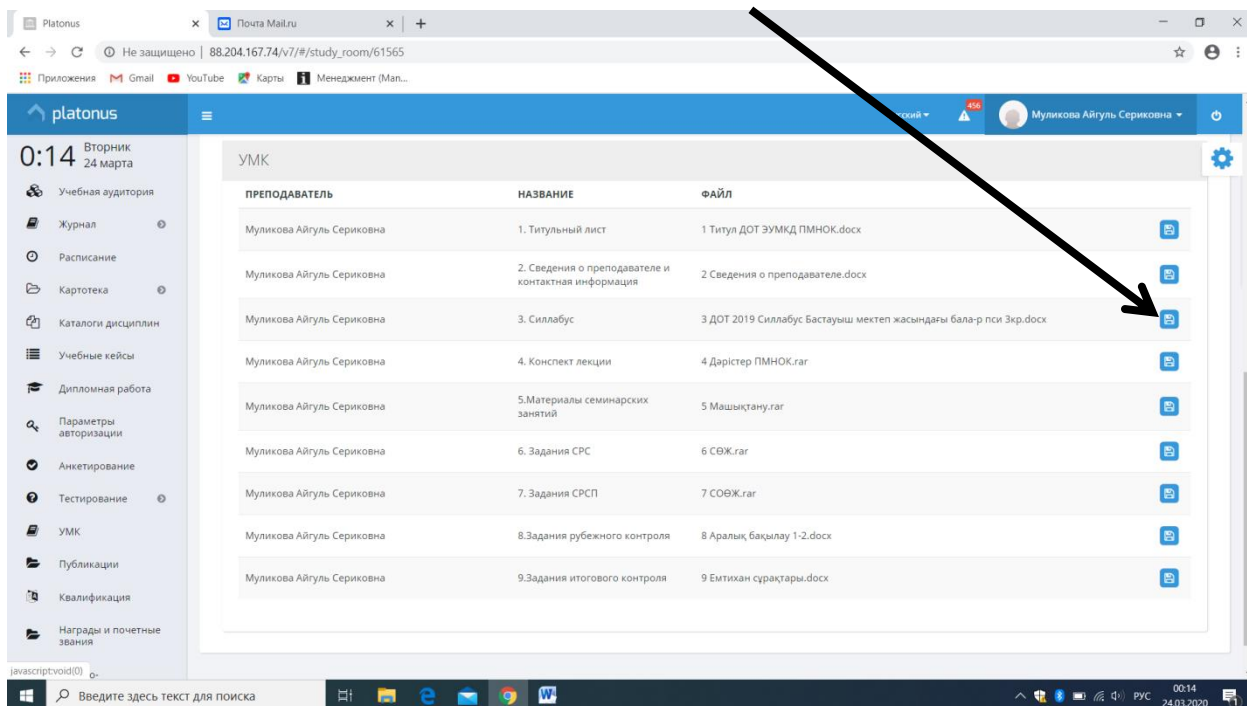 Platonus
Почта Mail.ru
Не защищено | 88.204.167.74/v7/#/study_room/61565
Приложения Gmail YouTube Карты Менеджмент (Man...
platonus
456
Муликова Айгуль Сериковна
0:14 Вторник
24 марта
Учебная аудитория
Журнал
Расписание
Картотека
Каталоги дисциплин
Учебные кейсы
Дипломная работа
Параметры
авторизации
Анкетирование
Тестирование
УМК
Публикации
Квалификация
Награды и почетные
звания
УМК
ПРЕПОДАВАТЕЛЬ НАЗВАНИЕ ФАЙЛ
Муликова Айгуль Сериковна 1. Титульный лист 1 Титул ДОТ ЭУМКД ПМНОК.docx
Муликова Айгуль Сериковна 2. Сведения о преподавателе и
контактная информация 2 Сведения о преподавателе.docx
Муликова Айгуль Сериковна 3. Силлабус 3 ДОТ 2019 Силлабус Бастауыш мектеп жасындағы бала-р пси 3кр.docx
Муликова Айгуль Сериковна 4. Конспект лекции 4 Дәрістер ПМНОК.rar
Муликова Айгуль Сериковна 5.Материалы семинарских
занятий 5 Машықтану.rar
Муликова Айгуль Сериковна 6. Задания СРС 6 СӨЖ.rar
Муликова Айгуль Сериковна 7. Задания СРСП 7 СОӨЖ.rar
Муликова Айгуль Сериковна 8.Задания рубежного контроля 8 Аралық бақылау 1-2.docx
Муликова Айгуль Сериковна 9.Задания итогового контроля 9 Емтихан сұрақтары.docx
javascript:void(0)
Введите здесь текст для поиска
РУС
00:14
24.03.2020